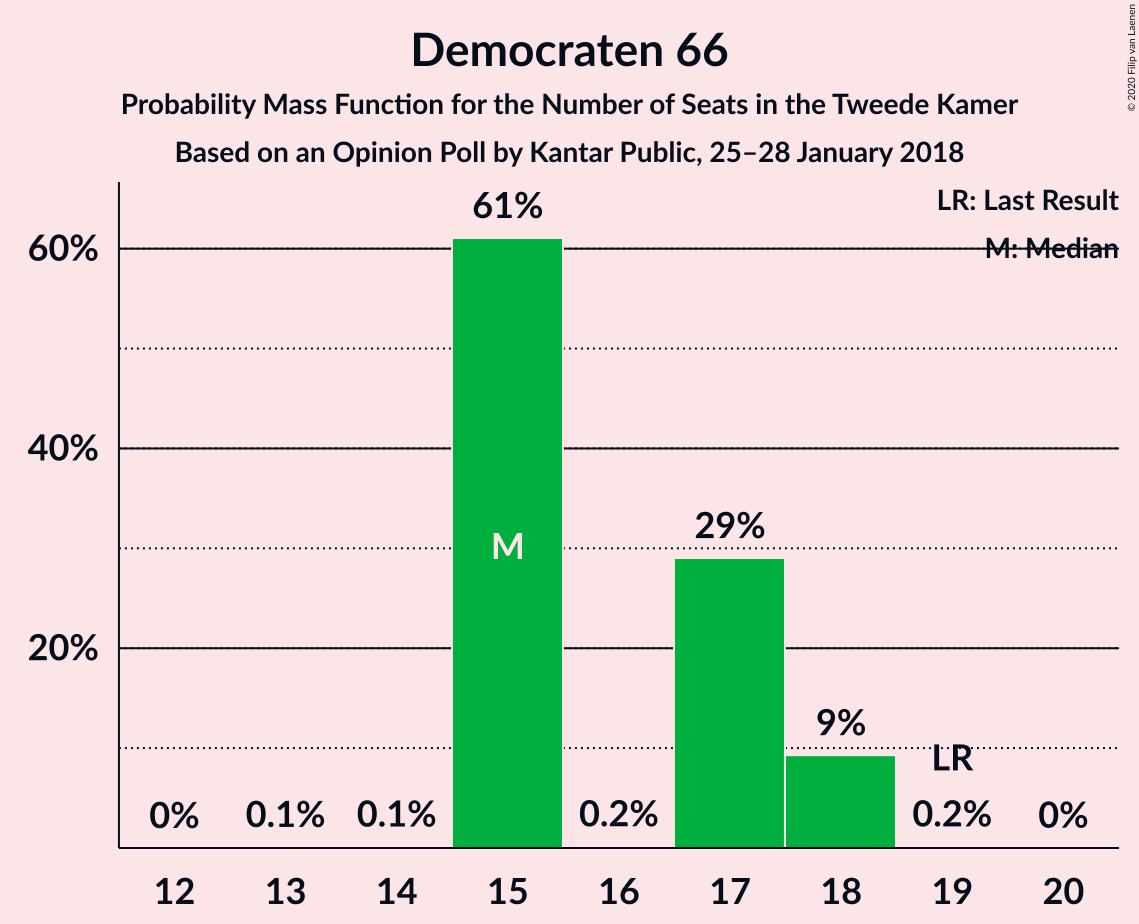 Democraten 66
Probability Mass Function for the Number of Seats in the Tweede Kamer
Based on an Opinion Poll by Kantar Public, 25–28 January 2018
© 2020 Filip van Laenen
LR: Last Result
M: Median
60%
40%
20%
61%
M
29%
9%
LR
0%
0.1%
0.1%
0.2%
0.2%
0%
12
13
14
15
16
17
18
19
20